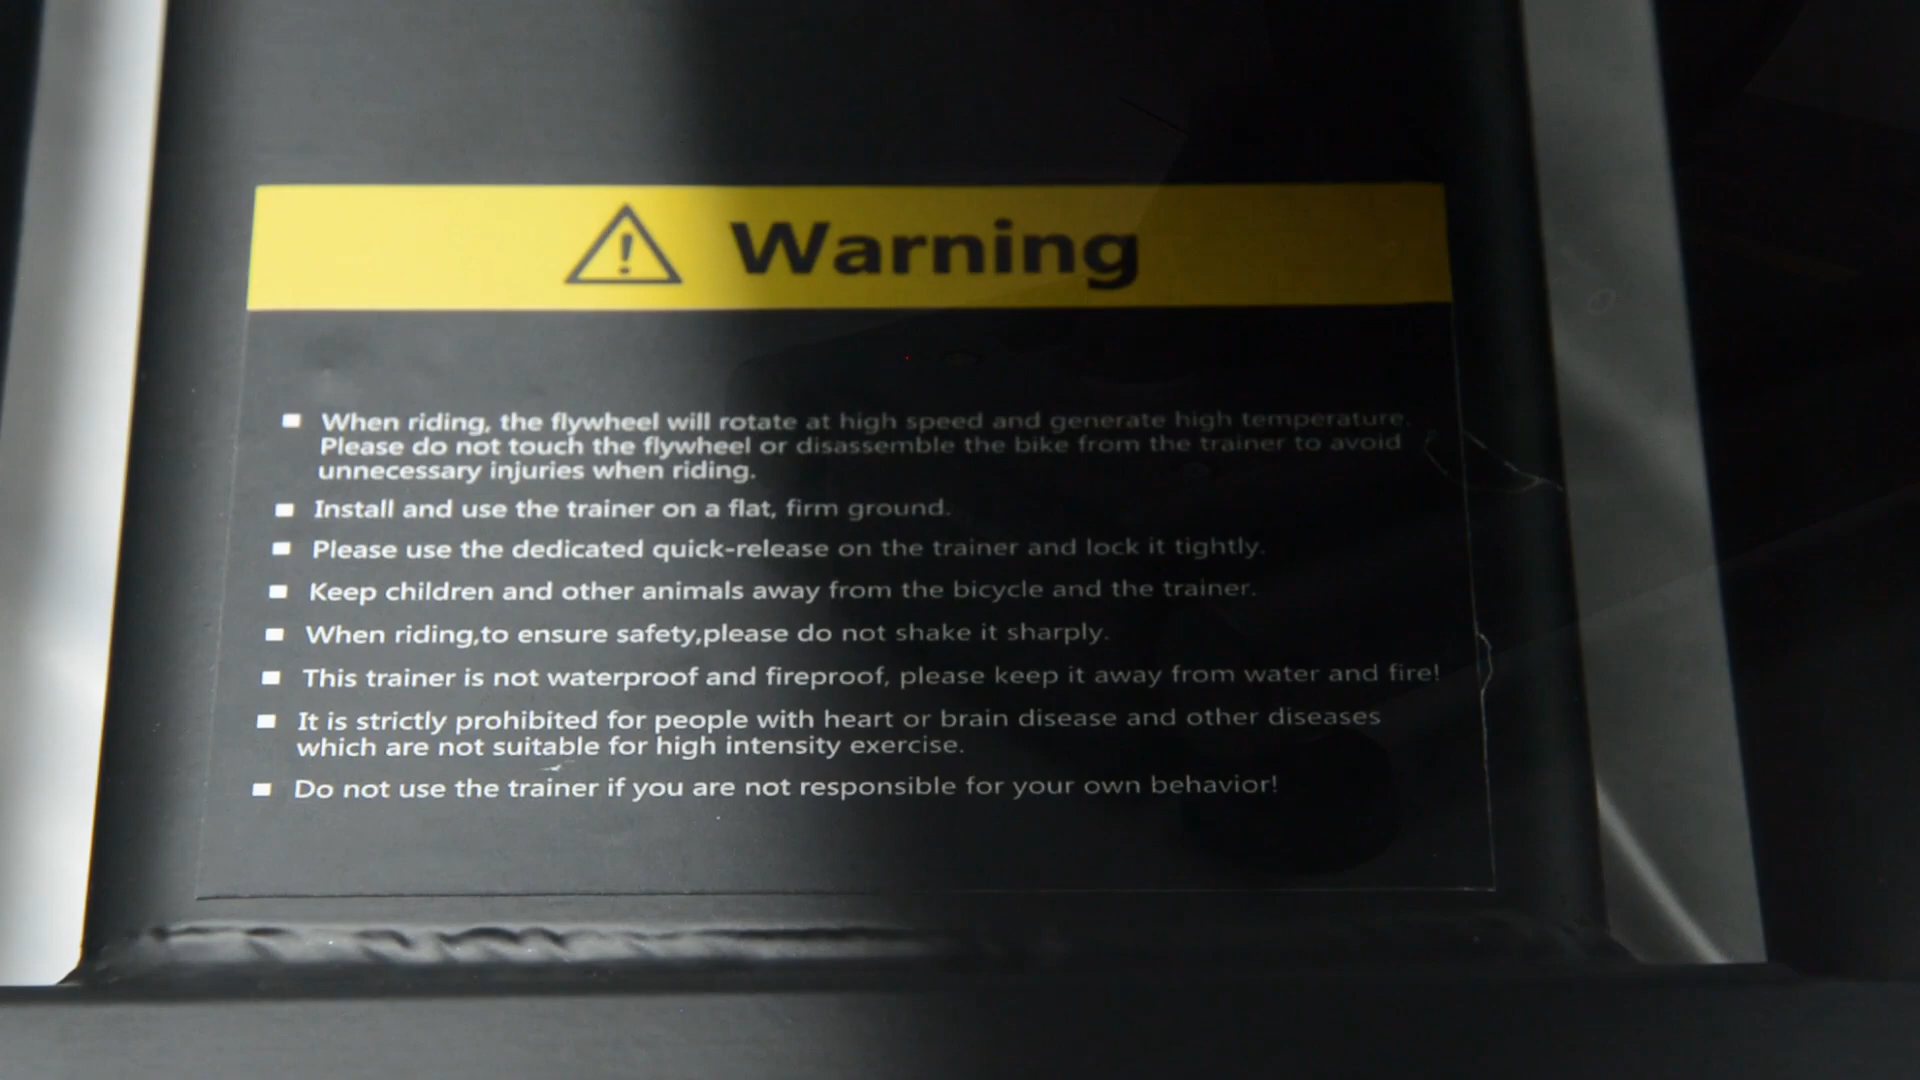 Warning
When riding, the flywheel will rotate at high speed and generate high temperature.
Please do not touch the flywheel or disassemble the bike from the trainer to avoid
unnecessary injuries when riding.
Install and use the trainer on a flat, firm ground.
Please use the dedicated quick-release on the trainer and lock it tightly.
Keep children and other animals away from the bicycle and the trainer.
When riding,to ensure safety,please do not shake it sharply.
This trainer is not waterproof and fireproof, please keep it away from water and fire!
It is strictly prohibited for people with heart or brain disease and other diseases
which are not suitable for high intensity exercise.
Do not use the trainer if you are not responsible for your own behavior!